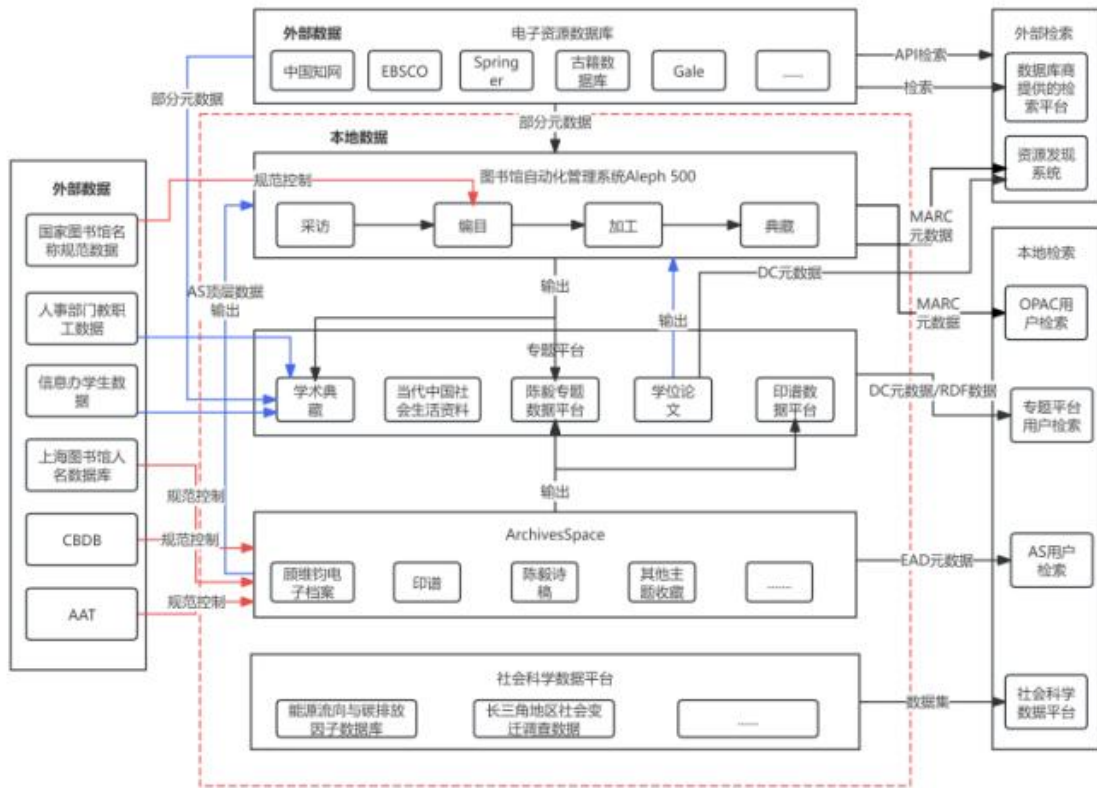 外部数据
电子资源数据库
中国知网
EBSCO
Spring
er
古籍数
据库
Gale
......
API检索
检索
外部检索
数据库商
提供的检
索平台
资源发现
系统
部分元数据
部分元数据
本地数据
图书馆自动化管理系统Aleph 500
规范控制
采访
编目
加工
典藏
MARC
元数据
DC元数据
MARC
元数据
本地检索
OPAC用
户检索
外部数据
国家图书馆名
称规范数据
人事部门教职
工数据
信息办学生数
据
上海图书馆人
名数据库
CBDB
AAT
AS顶层数据
输出
输出
输出
专题平台
学术典
藏
当代中国社
会生活资料
陈毅专题
数据平台
学位论
文
印谱数
据平台
DC元数据/RDF数据
专题平台
用户检索
规范控制
规范控制
规范控制
输出
ArchivesSpace
顾维钧电
子档案
印谱
陈毅诗
稿
其他主
题收藏
.......
EAD元数据
AS用户
检索
社会科学数据平台
能源流向与碳排放
因子数据库
长三角地区社会变
迁调查数据
......
数据集
社会科学
数据平台